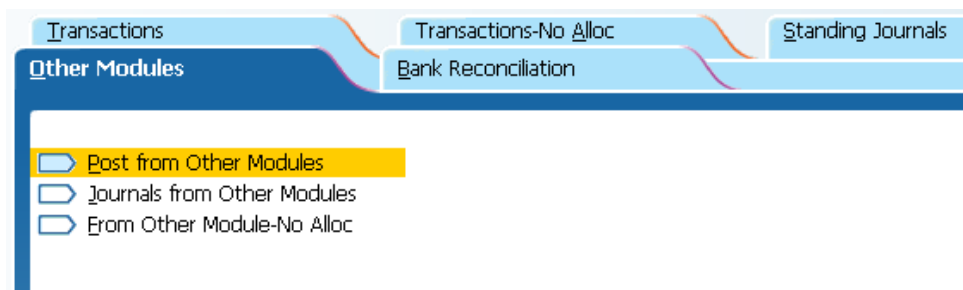 Transactions Transactions-No Alloc Standing Journals
Other Modules Bank Reconciliation
Post from Other Modules
Journals from Other Modules
From Other Module-No Alloc